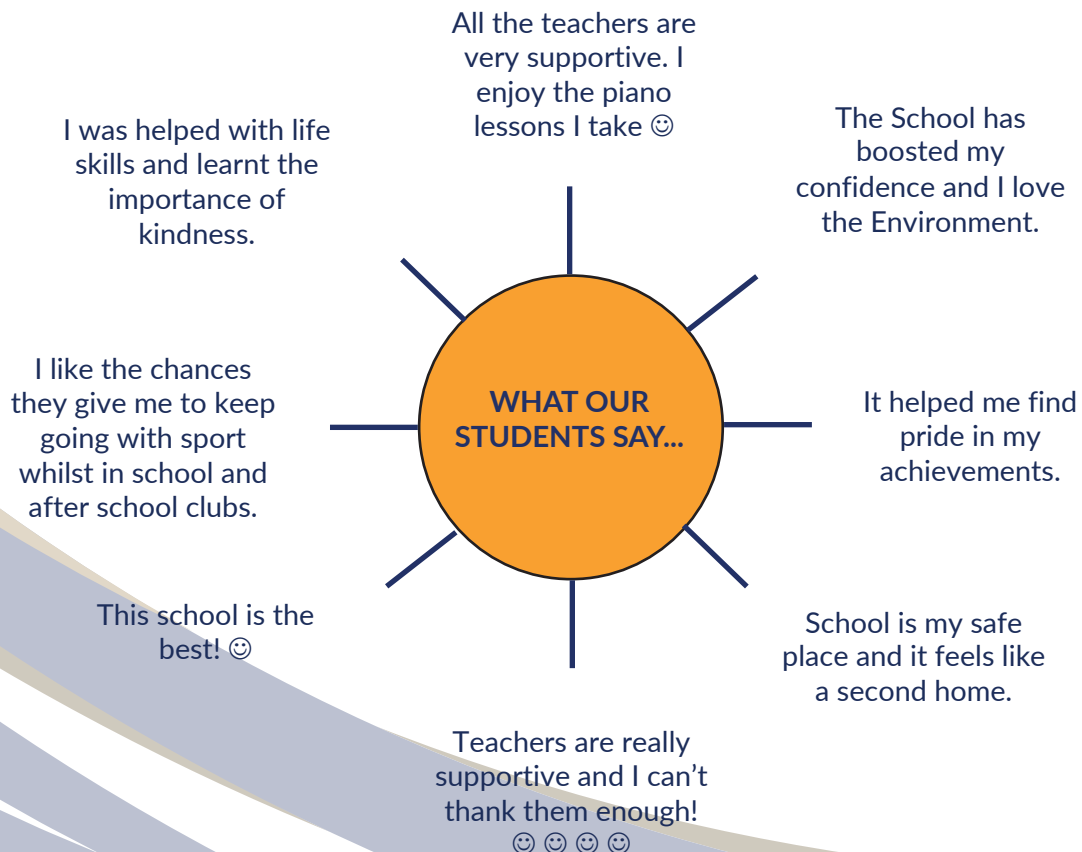 All the teachers are
very supportive. I
enjoy the piano
lessons I take ☺
The School has
boosted my
confidence and I love
the Environment.
It helped me find
pride in my
achievements.
School is my safe
place and it feels like
a second home.
Teachers are really
supportive and I can’t
thank them enough!
☺ ☺ ☺ ☺
This school is the
best! ☺
I like the chances
they give me to keep
going with sport
whilst in school and
after school clubs.
I was helped with life
skills and learnt the
importance of
kindness.
WHAT OUR
STUDENTS SAY...